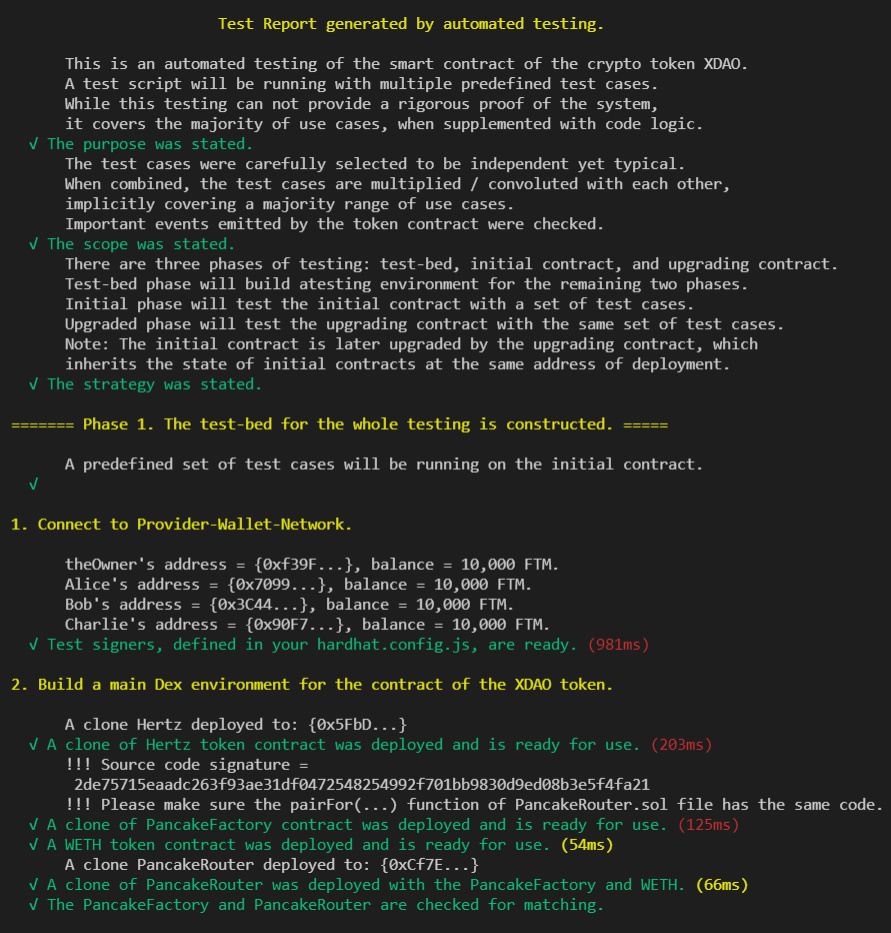 Test Report generated by automated testing.
This is an automated testing of the smart contract of the crypto token XDAO.
A test script will be running with multiple predefined test cases.
While this testing can not provide a rigorous proof of the system,
it covers the majority of use cases, when supplemented with code logic.
√ The purpose was stated.
The test cases were carefully selected to be independent yet typical.
When combined, the test cases are multiplied / convoluted with each other,
implicitly covering a majority range of use cases.
Important events emitted by the token contract were checked.
√ The scope was stated.
There are three phases of testing: test-bed, initial contract, and upgrading contract.
Test-bed phase will build atesting environment for the remaining two phases.
Initial phase will test the initial contract with a set of test cases.
Upgraded phase will test the upgrading contract with the same set of test cases.
Note: The initial contract is later upgraded by the upgrading contract, which
inherits the state of initial contracts at the same address of deployment.
√ The strategy was stated.
======= Phase 1. The test-bed for the whole testing is constructed. =====
A predefined set of test cases will be running on the initial contract.
√
1. Connect to Provider-Wallet-Network.
theOwner's address = {0xf39F...}, balance = 10,000 FTM.
Alice's address = {0x7099...}, balance = 10,000 FTM.
Bob's address = {0x3C44...}, balance = 10,000 FTM.
Charlie's address = {0x90F7...}, balance = 10,000 FTM.
√ Test signers, defined in your hardhat.config.js, are ready. (981ms)
2. Build a main Dex environment for the contract of the XDAO token.
A clone Hertz deployed to: {0x5FbD...}
√ A clone of Hertz token contract was deployed and is ready for use. (203ms)
!!! Source code signature =
2de75715eaadc263f93ae31df0472548254992f701bb9830d9ed08b3e5f4fa21
!!! Please make sure the pairFor(...) function of PancakeRouter.sol file has the same code.
√ A clone of PancakeFactory contract was deployed and is ready for use. (125ms)
√ A WETH token contract was deployed and is ready for use. (54ms)
A clone PancakeRouter deployed to: {0xCf7E...}
√ A clone of PancakeRouter was deployed with the PancakeFactory and WETH. (66ms)
√ The PancakeFactory and PancakeRouter are checked for matching.